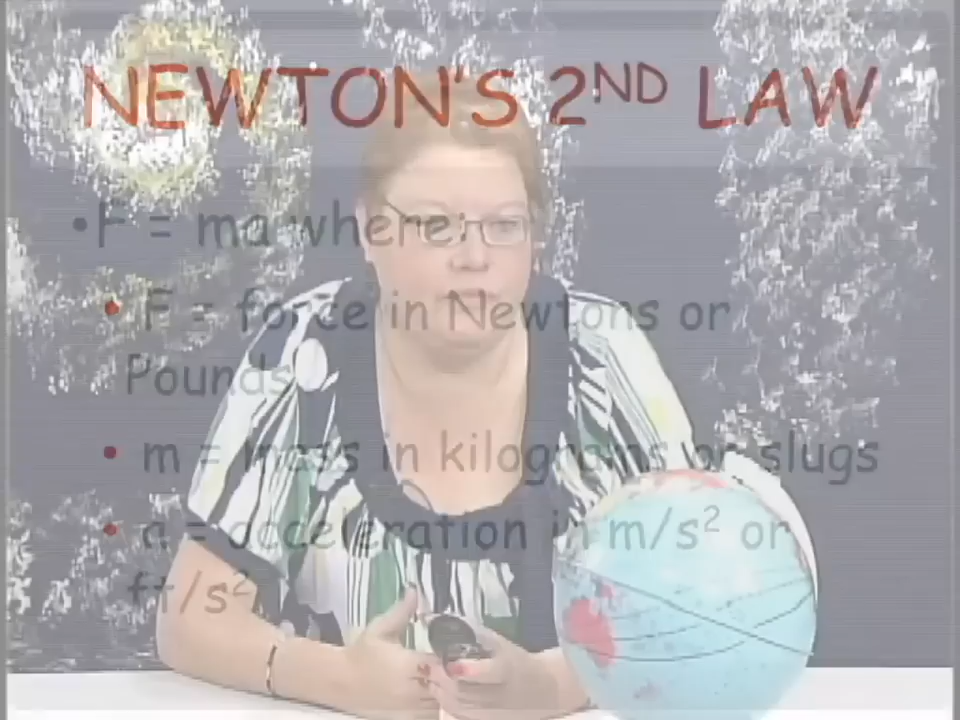 NEWTON'S 2ND LAW
•F = ma where:
• F = force in Newtons or
Pounds
• m = mass in kilograms or slugs
• a = acceleration in m/s² or
ft/s²